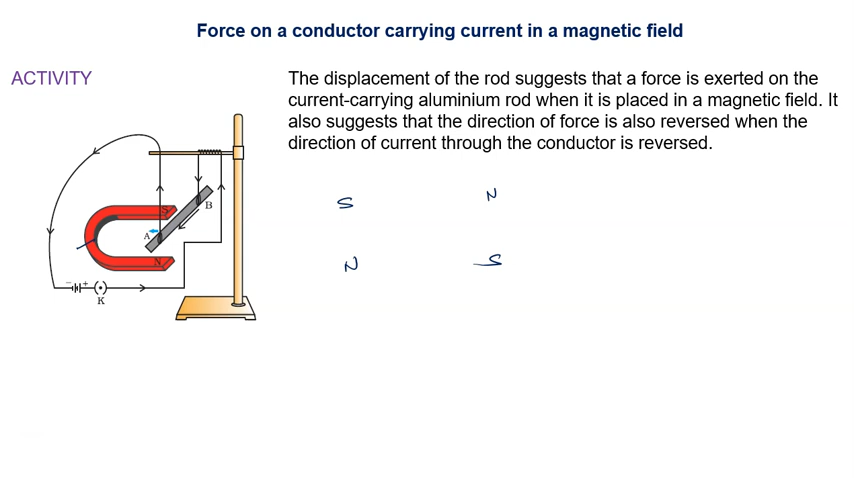 Force on a conductor carrying current in a magnetic field
ACTIVITY
The displacement of the rod suggests that a force is exerted on the
current-carrying aluminium rod when it is placed in a magnetic field. It
also suggests that the direction of force is also reversed when the
direction of current through the conductor is reversed.
S
B
A
N
− +
K
S N
N S